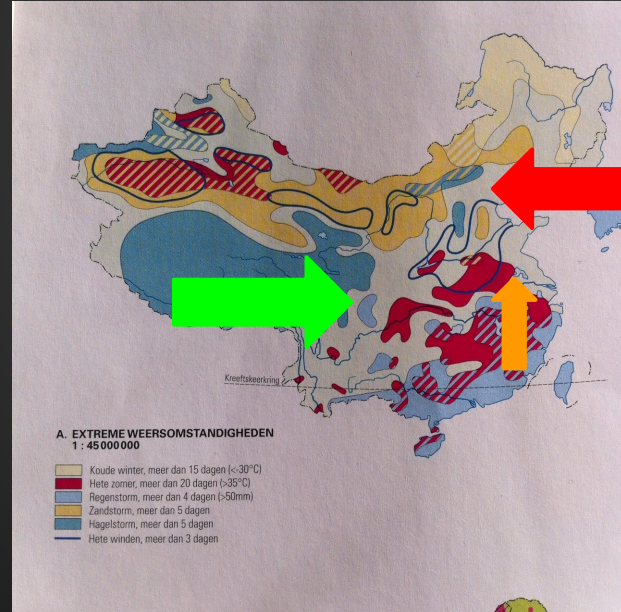 Kreeftskeerkring
A. EXTREME WEERSOMSTANDIGHEDEN
1 : 45 000 000
Koude winter, meer dan 15 dagen (<-30°C)
Hete zomer, meer dan 20 dagen (>35°C)
Regenstorm, meer dan 4 dagen (>50mm)
Zandstorm, meer dan 5 dagen
Hagelstorm, meer dan 5 dagen
Hete winden, meer dan 3 dagen